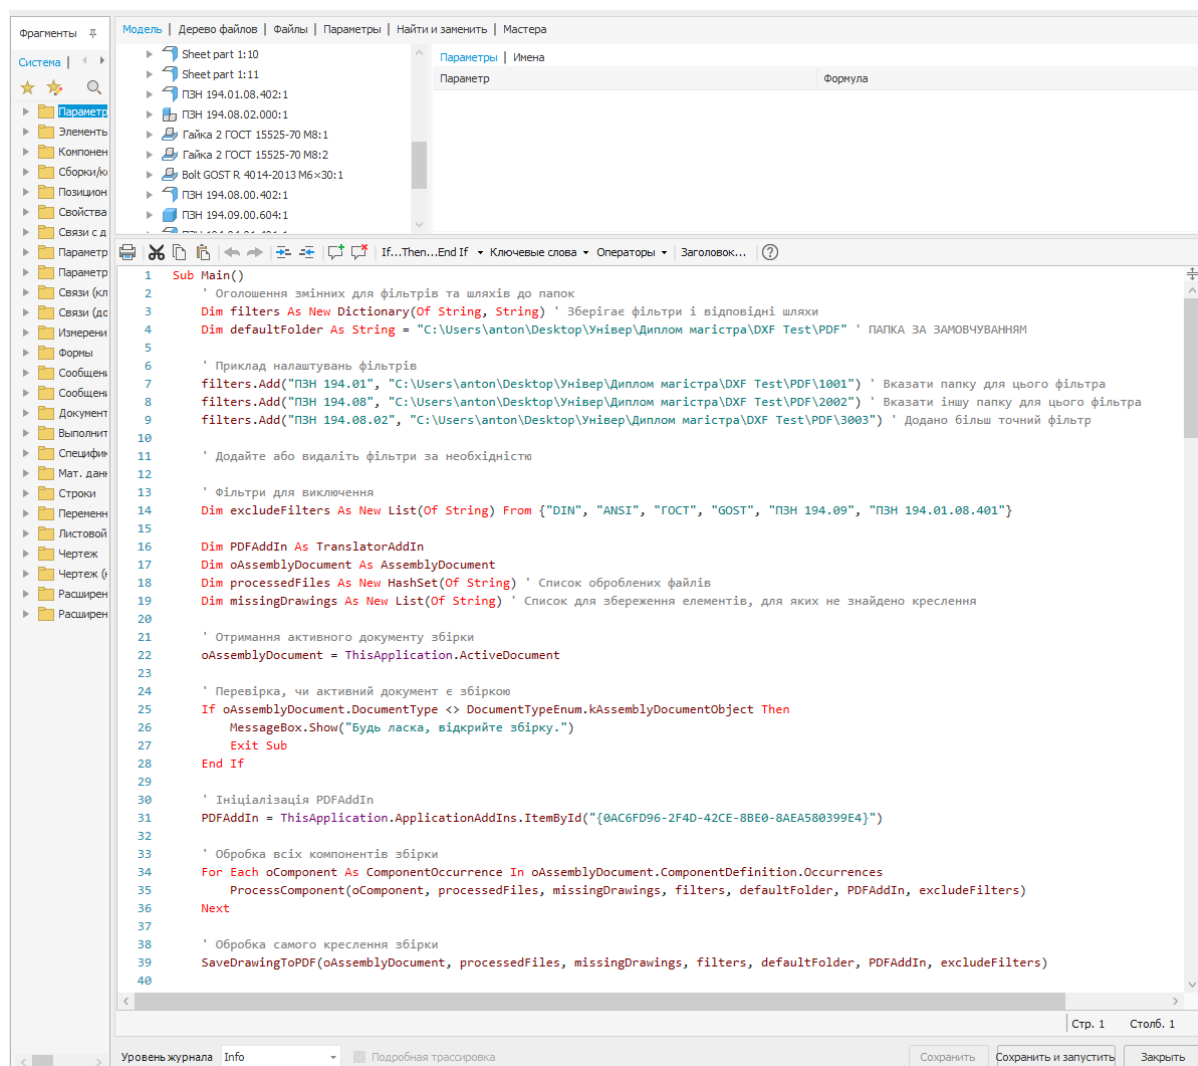 Фрагменты
Система
Параметр
Элементь
Компонен
Сборки/к
Позицион
Свойства
Связи с д
Параметр
Параметр
Связи (кл
Связи (дс
Измерени
Формы
Сообщени
Сообщени
Документ
Выполнит
Специфик
Мат. данн
Строки
Переменн
Листовой
Чертеж
Чертеж (н
Расширен
Расширен
Модель | Дерево файлов | Файлы | Параметры | Найти и заменить | Мастера
Sheet part 1:10
Sheet part 1:11
ПЗН 194.01.08.402:1
ПЗН 194.08.02.000:1
Гайка 2 ГОСТ 15525-70 M8:1
Гайка 2 ГОСТ 15525-70 M8:2
Bolt GOST R 4014-2013 M6×30:1
ПЗН 194.08.00.402:1
ПЗН 194.09.00.604:1
Параметры | Имена
Параметр Формула
If...Then...End If Ключевые слова Операторы Заголовок...
1 Sub Main()
2 ' Оголошення змінних для фільтрів та шляхів до папок
3 Dim filters As New Dictionary(Of String, String) ' Зберігає фільтри і відповідні шляхи
4 Dim defaultFolder As String = "C:\Users\anton\Desktop\Універ\Диплом магістра\DXF Test\PDF" ' ПАПКА ЗА ЗАМОВЧУВАННЯМ
5
6 ' Приклад налаштувань фільтрів
7 filters.Add("ПЗН 194.01", "C:\Users\anton\Desktop\Універ\Диплом магістра\DXF Test\PDF\1001") ' Вказати папку для цього фільтра
8 filters.Add("ПЗН 194.08", "C:\Users\anton\Desktop\Універ\Диплом магістра\DXF Test\PDF\2002") ' Вказати іншу папку для цього фільтра
9 filters.Add("ПЗН 194.08.02", "C:\Users\anton\Desktop\Універ\Диплом магістра\DXF Test\PDF\3003") ' Додано більш точний фільтр
10
11 ' Додайте або видаліть фільтри за необхідністю
12
13 ' Фільтри для виключення
14 Dim excludeFilters As New List(Of String) From {"DIN", "ANSI", "ГОСТ", "GOST", "ПЗН 194.09", "ПЗН 194.01.08.401"}
15
16 Dim PDFAddIn As TranslatorAddIn
17 Dim oAssemblyDocument As AssemblyDocument
18 Dim processedFiles As New HashSet(Of String) ' Список оброблених файлів
19 Dim missingDrawings As New List(Of String) ' Список для збереження елементів, для яких не знайдено креслення
20
21 ' Отримання активного документу збірки
22 oAssemblyDocument = ThisApplication.ActiveDocument
23
24 ' Перевірка, чи активний документ є збіркою
25 If oAssemblyDocument.DocumentType <> DocumentTypeEnum.kAssemblyDocumentObject Then
26 MessageBox.Show("Будь ласка, відкрийте збірку.")
27 Exit Sub
28 End If
29
30 ' Ініціалізація PDFAddIn
31 PDFAddIn = ThisApplication.ApplicationAddIns.ItemById("{0AC6FD96-2F4D-42CE-8BE0-8AEA580399E4}")
32
33 ' Обробка всіх компонентів збірки
34 For Each oComponent As ComponentOccurrence In oAssemblyDocument.ComponentDefinition.Occurrences
35 ProcessComponent(oComponent, processedFiles, missingDrawings, filters, defaultFolder, PDFAddIn, excludeFilters)
36 Next
37
38 ' Обробка самого креслення збірки
39 SaveDrawingToPDF(oAssemblyDocument, processedFiles, missingDrawings, filters, defaultFolder, PDFAddIn, excludeFilters)
40
Стр. 1 Столб. 1
Уровень журнала Info Подробная трассировка Сохранить Сохранить и запустить Закрыть